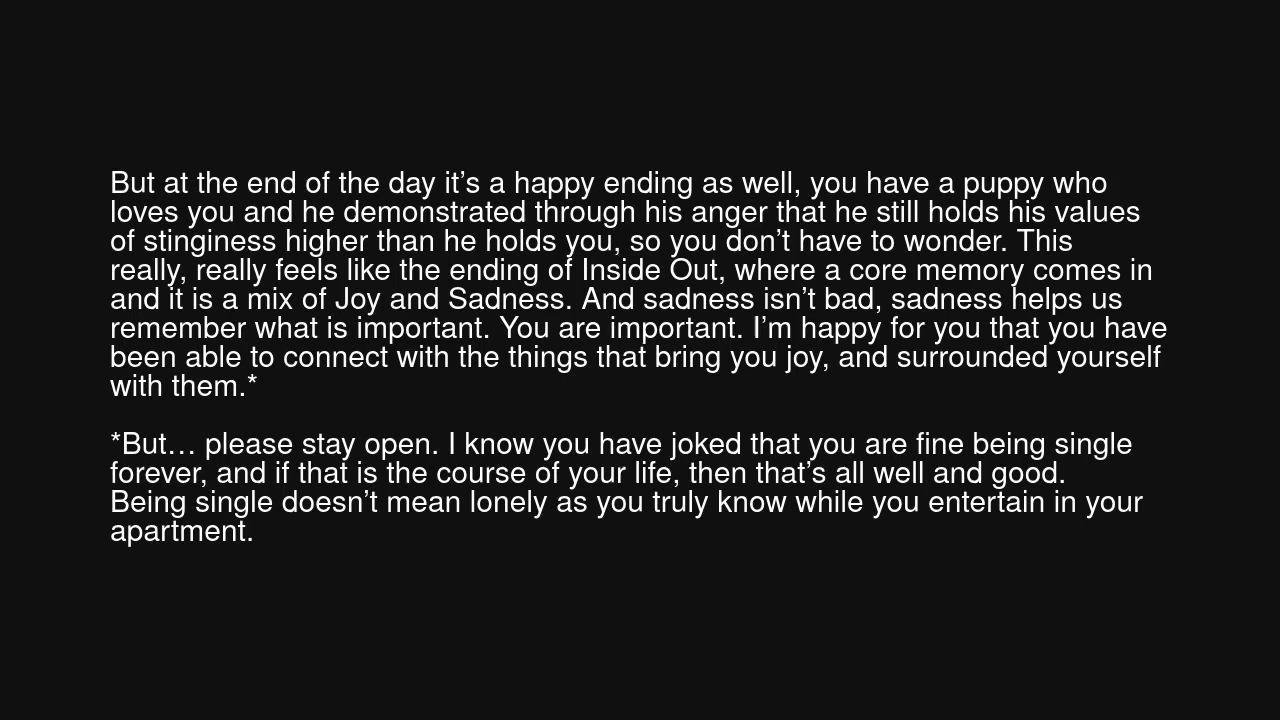 But at the end of the day it’s a happy ending as well, you have a puppy who
loves you and he demonstrated through his anger that he still holds his values
of stinginess higher than he holds you, so you don’t have to wonder. This
really, really feels like the ending of Inside Out, where a core memory comes in
and it is a mix of Joy and Sadness. And sadness isn’t bad, sadness helps us
remember what is important. You are important. I’m happy for you that you have
been able to connect with the things that bring you joy, and surrounded yourself
with them.*

*But… please stay open. I know you have joked that you are fine being single
forever, and if that is the course of your life, then that’s all well and good.
Being single doesn’t mean lonely as you truly know while you entertain in your
apartment.